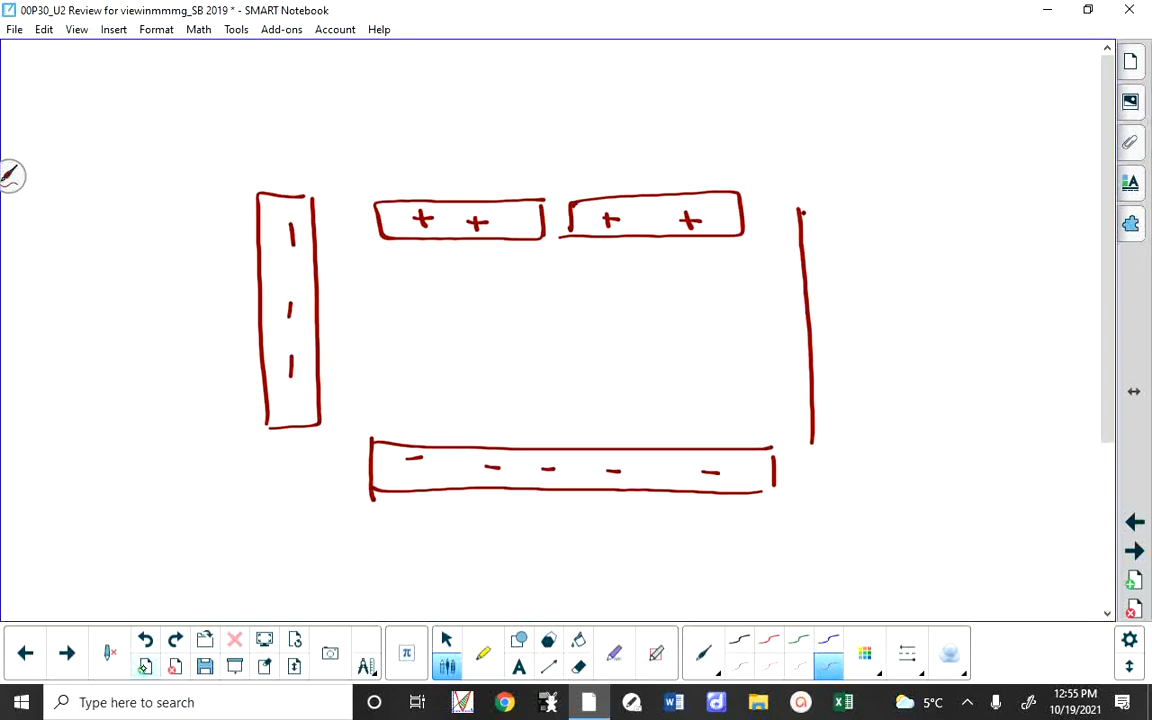 00P30_U2 Review for viewinmmmg_SB 2019 * - SMART Notebook
File Edit View Insert Format Math Tools Add-ons Account Help
+ + + +
-
-
-
- - - - -
Type here to search
5°C
12:55 PM
10/19/2021